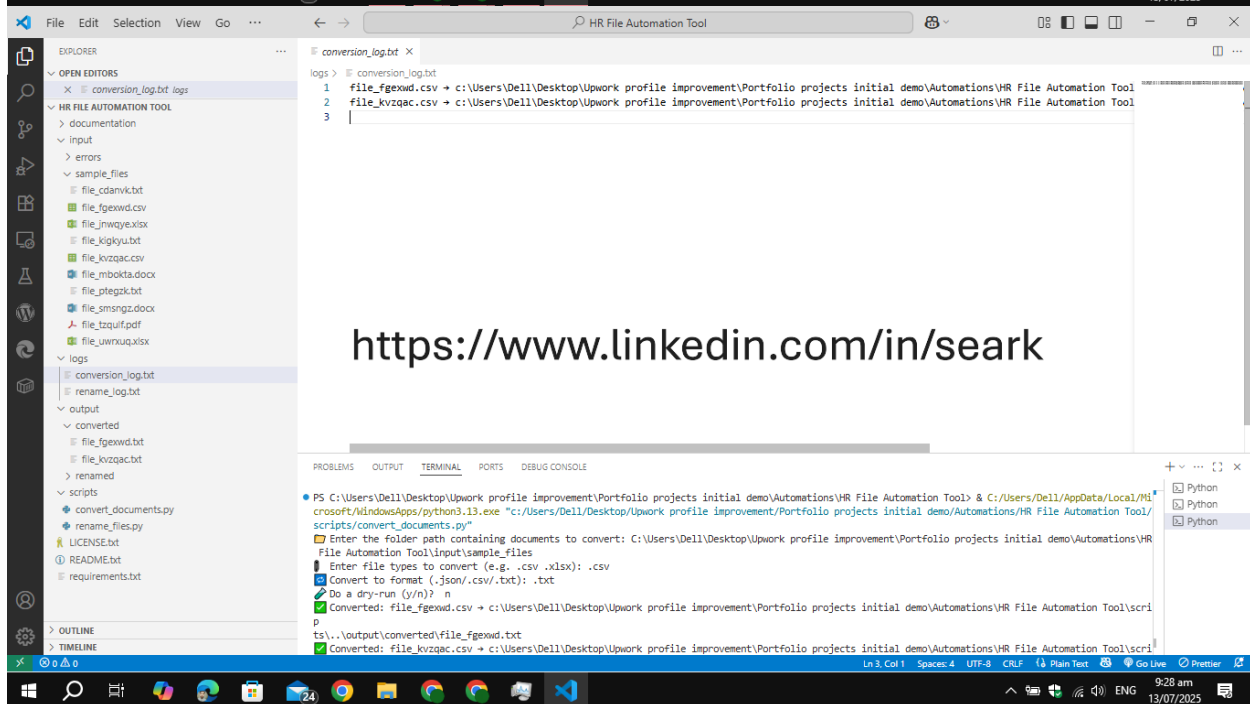 File Edit Selection View Go ··· HR File Automation Tool
EXPLORER
OPEN EDITORS
conversion_log.txt logs
HR FILE AUTOMATION TOOL
documentation
input
errors
sample_files
file_cdanvk.txt
file_fgexwd.csv
file_jnwqye.xlsx
file_kigkyu.txt
file_kvzqac.csv
file_mbokta.docx
file_ptegzk.txt
file_smsngz.docx
file_tzqulf.pdf
file_uwrxuq.xlsx
logs
conversion_log.txt
rename_log.txt
output
converted
file_fgexwd.txt
file_kvzqac.txt
renamed
scripts
convert_documents.py
rename_files.py
LICENSE.txt
README.txt
requirements.txt
OUTLINE
TIMELINE
conversion_log.txt
logs > conversion_log.txt
1 file_fgexwd.csv → c:\Users\Dell\Desktop\Upwork profile improvement\Portfolio projects initial demo\Automations\HR File Automation Tool
2 file_kvzqac.csv → c:\Users\Dell\Desktop\Upwork profile improvement\Portfolio projects initial demo\Automations\HR File Automation Tool
3
https://www.linkedin.com/in/seark
PROBLEMS OUTPUT TERMINAL PORTS DEBUG CONSOLE
PS C:\Users\Dell\Desktop\Upwork profile improvement\Portfolio projects initial demo\Automations\HR File Automation Tool> & C:/Users/Dell/AppData/Local/Mi
crosoft/WindowsApps/python3.13.exe "c:/Users/Dell/Desktop/Upwork profile improvement/Portfolio projects initial demo/Automations/HR File Automation Tool/
scripts/convert_documents.py"
Enter the folder path containing documents to convert: C:\Users\Dell\Desktop\Upwork profile improvement\Portfolio projects initial demo\Automations\HR
File Automation Tool\input\sample_files
Enter file types to convert (e.g. .csv .xlsx): .csv
Convert to format (.json/.csv/.txt): .txt
Do a dry-run (y/n)? n
Converted: file_fgexwd.csv → c:\Users\Dell\Desktop\Upwork profile improvement\Portfolio projects initial demo\Automations\HR File Automation Tool\scri
p
ts\..\output\converted\file_fgexwd.txt
Converted: file_kvzqac.csv → c:\Users\Dell\Desktop\Upwork profile improvement\Portfolio projects initial demo\Automations\HR File Automation Tool\scri
Python
Python
Python
0 0 Ln 3, Col 1 Spaces: 4 UTF-8 CRLF Plain Text Go Live Prettier
24 ENG 9:28 am
13/07/2025